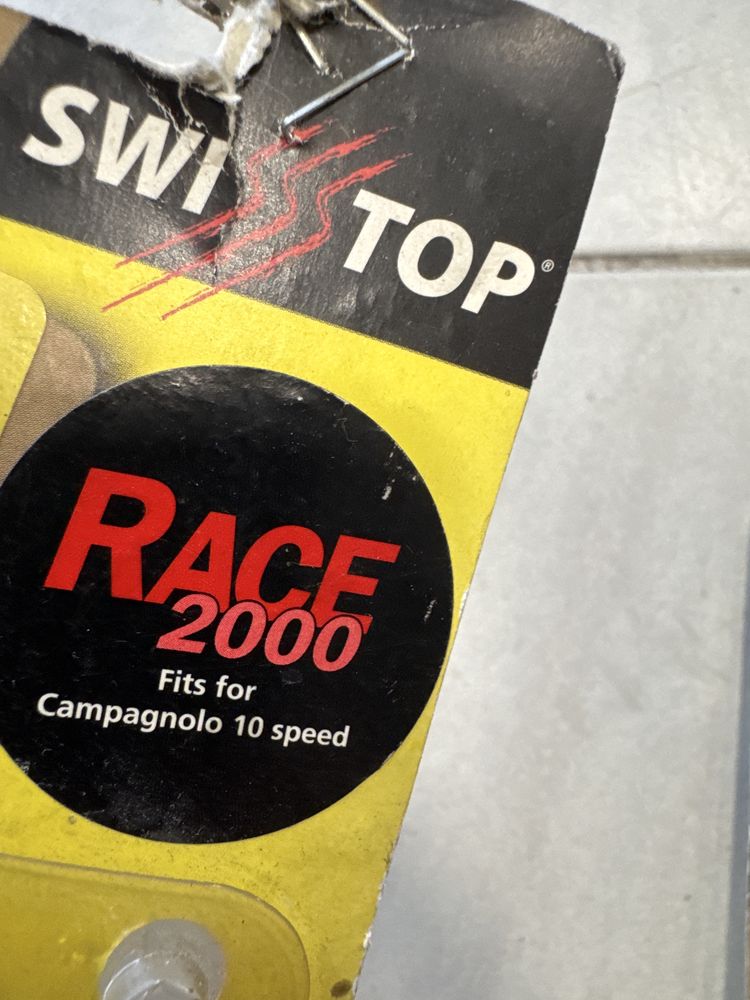 SWISSTOP®
RACE
2000
Fits for
Campagnolo 10 speed